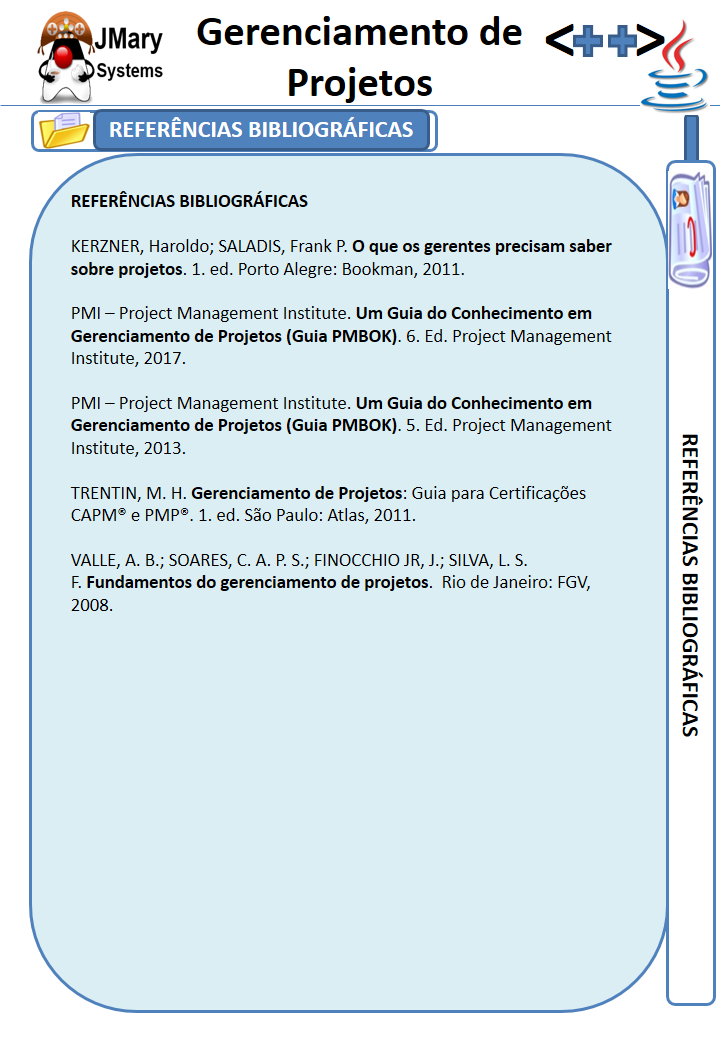 JMary
Systems
Gerenciamento de
Projetos
<++>
REFERÊNCIAS BIBLIOGRÁFICAS
REFERÊNCIAS BIBLIOGRÁFICAS
KERZNER, Haroldo; SALADIS, Frank P. O que os gerentes precisam saber
sobre projetos. 1. ed. Porto Alegre: Bookman, 2011.
PMI – Project Management Institute. Um Guia do Conhecimento em
Gerenciamento de Projetos (Guia PMBOK). 6. Ed. Project Management
Institute, 2017.
PMI – Project Management Institute. Um Guia do Conhecimento em
Gerenciamento de Projetos (Guia PMBOK). 5. Ed. Project Management
Institute, 2013.
TRENTIN, M. H. Gerenciamento de Projetos: Guia para Certificações
CAPM® e PMP®. 1. ed. São Paulo: Atlas, 2011.
VALLE, A. B.; SOARES, C. A. P. S.; FINOCCHIO JR, J.; SILVA, L. S.
F. Fundamentos do gerenciamento de projetos.  Rio de Janeiro: FGV,
2008.
REFERÊNCIAS BIBLIOGRÁFICAS